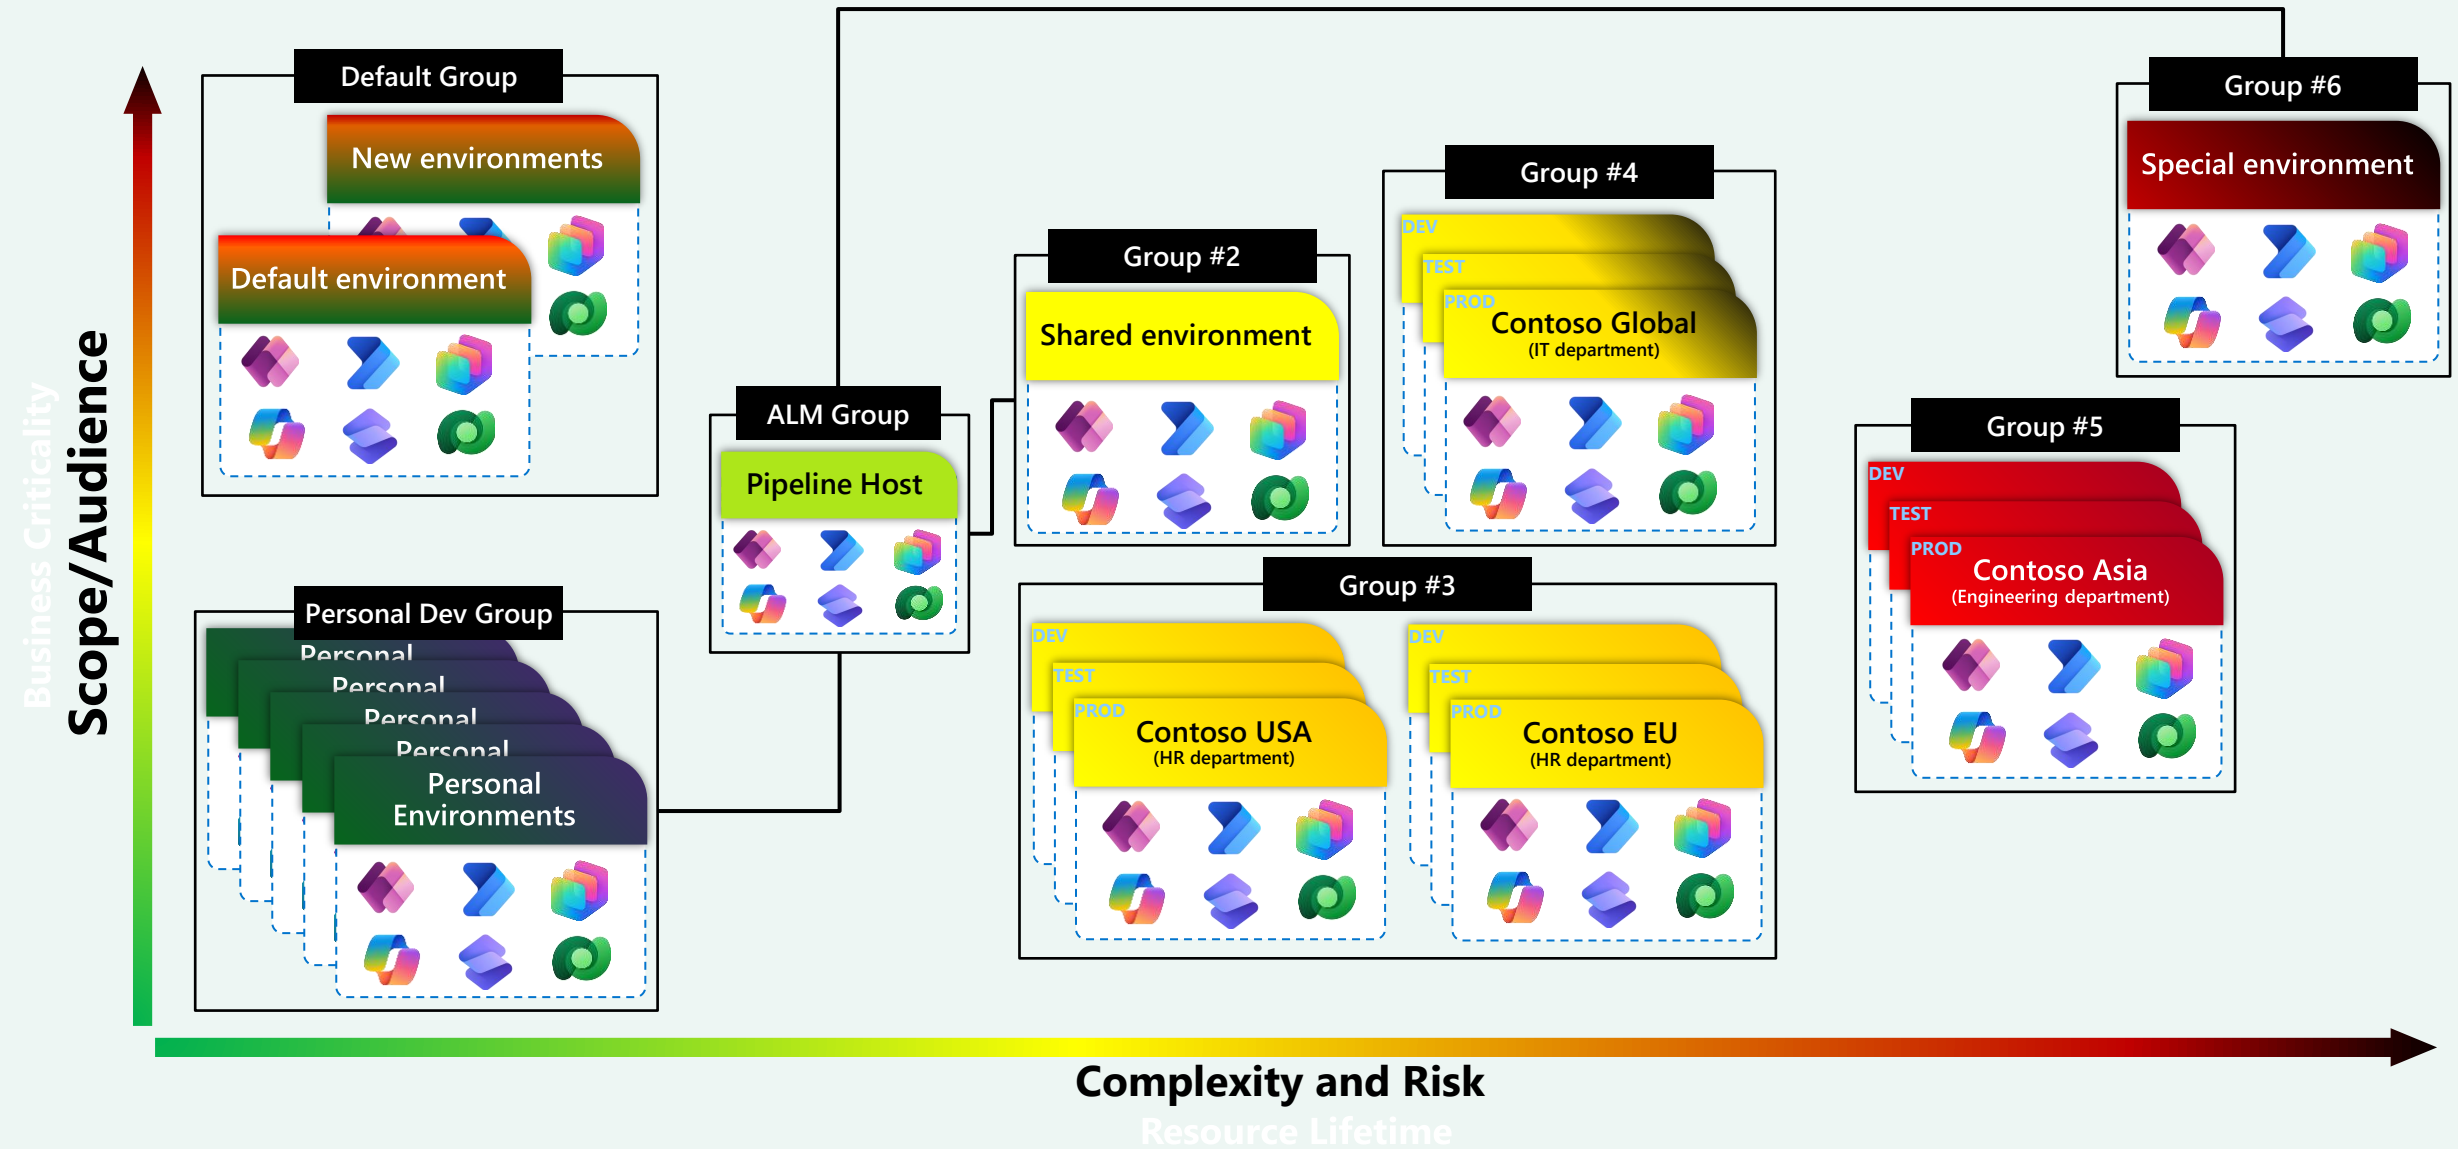 Default Group
New environments
Default environment
Personal Dev Group
Personal
Personal
Personal
Personal
Personal
Environments
ALM Group
Pipeline Host
Group #2
Shared environment
Group #4
DEV
TEST
PROD
Contoso Global
(IT department)
Group #3
DEV
TEST
PROD
Contoso USA
(HR department)
DEV
TEST
PROD
Contoso EU
(HR department)
Group #6
Special environment
Group #5
DEV
TEST
PROD
Contoso Asia
(Engineering department)
Business Criticality
Scope/Audience
Complexity and Risk
Resource Lifetime